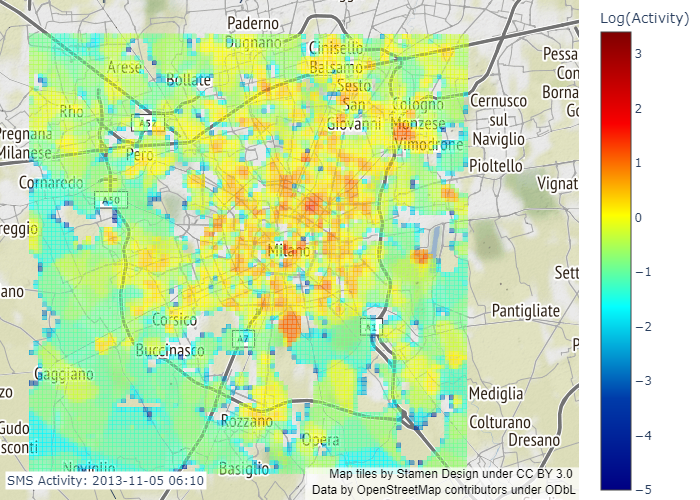 Log(Activity)
Paderno
Dugnano
Cinisello
Balsamo
Arese
Bollate
Sesto
San
Giovanni
Cologno
Monzese
Vimodrone
Rho
A52
Pero
Pregnana
Milanese
Cornaredo
A50
reggio
ano
Pessa
Con
Borna
Go
Cernusco
sul
Naviglio
Pioltello
Vignat
Milano
Sett
Pantigliate
P
Corsico
A7
A1
Buccinasco
Gaggiano
zo
Gudo
sconti
Rozzano
Opera
Mediglia
Colturano
Dresano
Noviglio
Basiglio
3
2
1
0
−1
−2
−3
−4
−5
SMS Activity: 2013-11-05 06:10
Map tiles by Stamen Design under CC BY 3.0
Data by OpenStreetMap contributors under ODbL